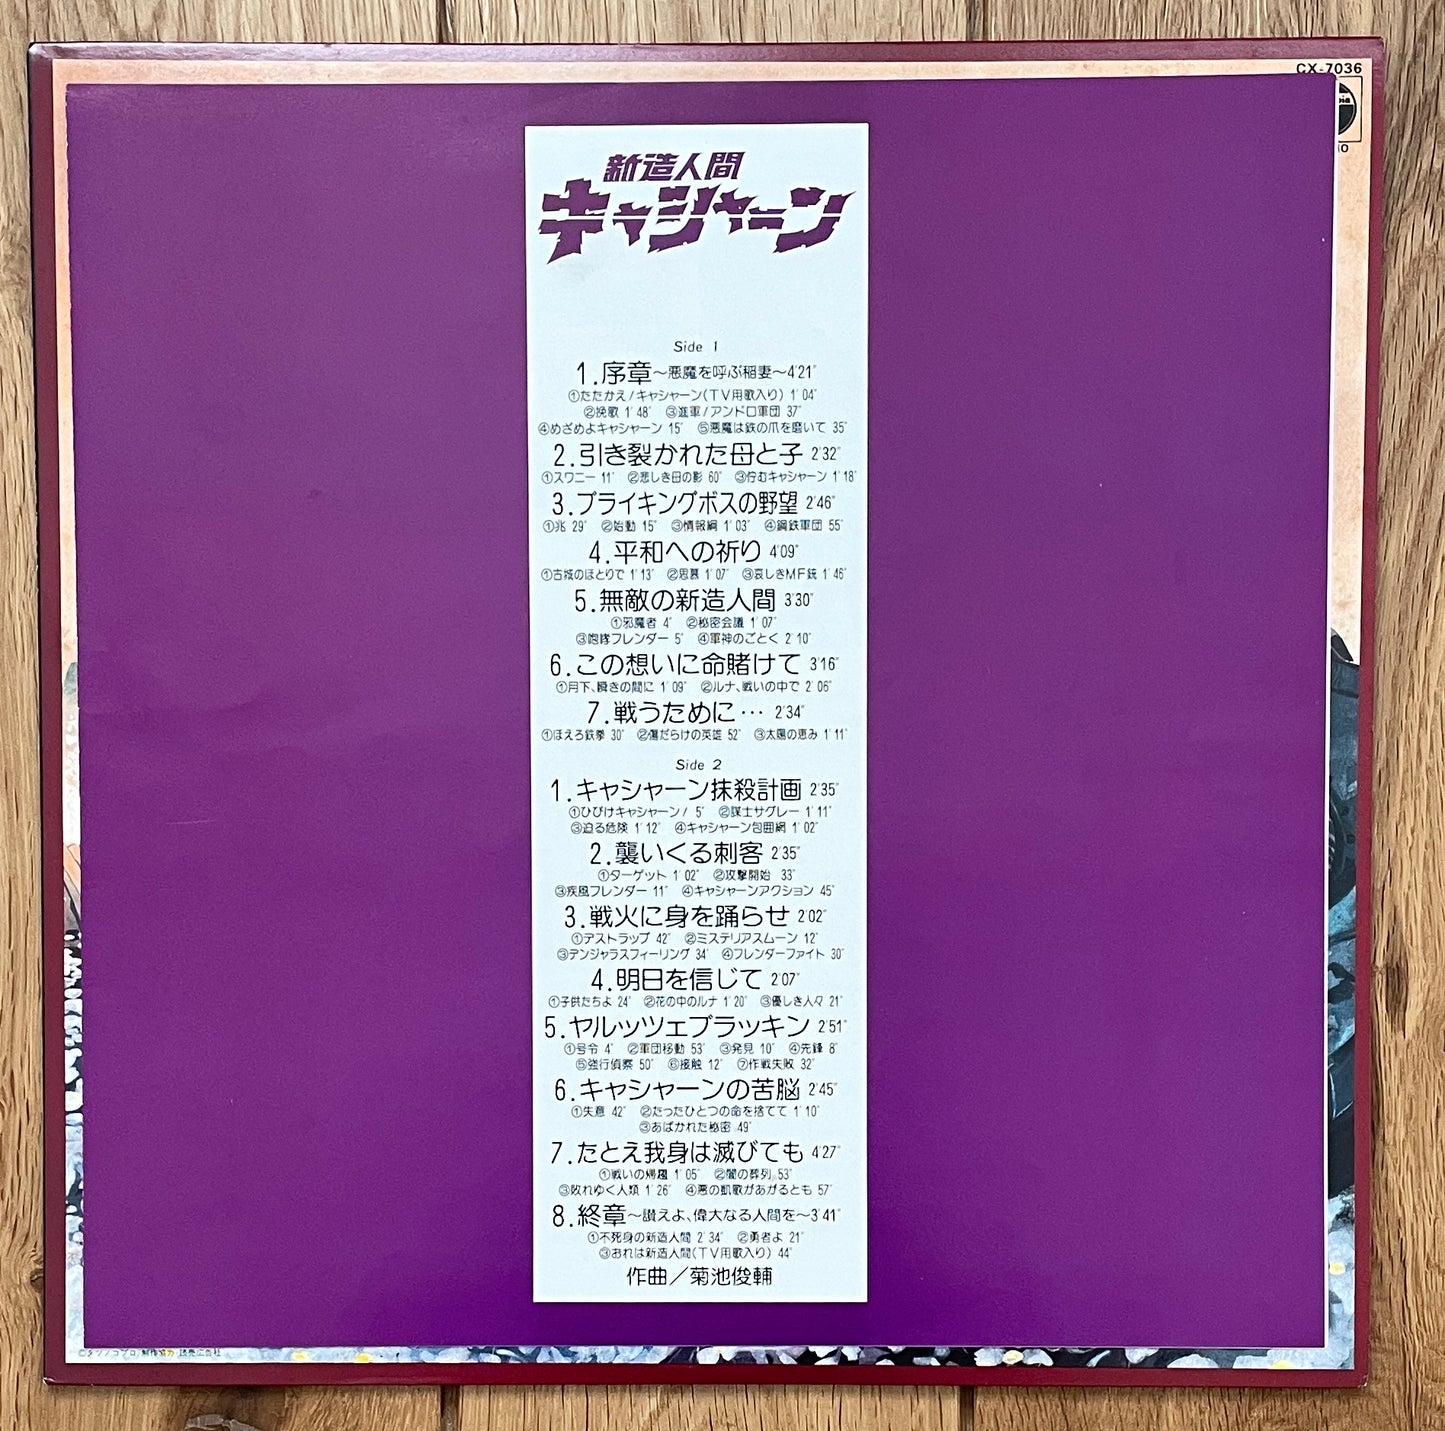 CX-7036
新造人間
キャシャーン
Side 1
1.序章〜悪魔を呼ぶ稲妻〜4'21"
①たたかえ!キャシャーン(TV用歌入り) 1'04"
②挽歌 1'48" ③進軍!アンドロ軍団 37"
④めざめよキャシャーン 15" ⑤悪魔は鉄の爪を磨いて 35"
2.引き裂かれた母と子 2'32"
①スワニー 11" ②悲しき母の影 60" ③佇むキャシャーン 1'18"
3.ブライキングボスの野望 2'46"
①兆 29" ②始動 15" ③情報網 1'03" ④鋼鉄軍団 55"
4.平和への祈り 4'09"
①古城のほとりで 1'13" ②思慕 1'07" ③哀しきMF銃 1'46"
5.無敵の新造人間 3'30"
①邪魔者 4" ②秘密会議 1'07"
③咆哮フレンダー 5" ④軍神のごとく 2'10"
6.この想いに命賭けて 3'16"
①月下、瞬きの間に 1'09" ②ルナ、戦いの中で 2'06"
7.戦うために… 2'34"
①ほえろ鉄拳 30" ②傷だらけの英雄 52" ③太陽の恵み 1'11"
Side 2
1.キャシャーン抹殺計画 2'35"
①ひびけキャシャーン! 5" ②謀士サグレー 1'11"
③迫る危険 1'12" ④キャシャーン包囲網 1'02"
2.襲いくる刺客 2'35"
①ターゲット 1'02" ②攻撃開始 33"
③疾風フレンダー 11" ④キャシャーンアクション 45"
3.戦火に身を踊らせ 2'02"
①デストラップ 42" ②ミステリアスムーン 12"
③デンジャラスフィーリング 34" ④フレンダーファイト 30"
4.明日を信じて 2'07"
①子供たちよ 24" ②花の中のルナ 1'20" ③優しき人々 21"
5.ヤルッツェブラッキン 2'51"
①号令 4" ②軍団移動 53" ③発見 10" ④先鋒 8"
⑤強行偵察 50" ⑥接触 12" ⑦作戦失敗 32"
6.キャシャーンの苦脳 2'45"
①失意 42" ②たったひとつの命を捨てて 1'10"
③あばかれた秘密 49"
7.たとえ我身は滅びても 4'27"
①戦いの帰趨 1'05" ②闇の葬列 53"
③敗れゆく人類 1'26" ④悪の凱歌があがるとも 57"
8.終章〜讃えよ、偉大なる人間を〜3'41"
①不死身の新造人間 2'34" ②勇者よ 21"
③おれは新造人間(TV用歌入り) 44"
作曲/菊池俊輔
©タツノコプロ/制作協力・読売広告社